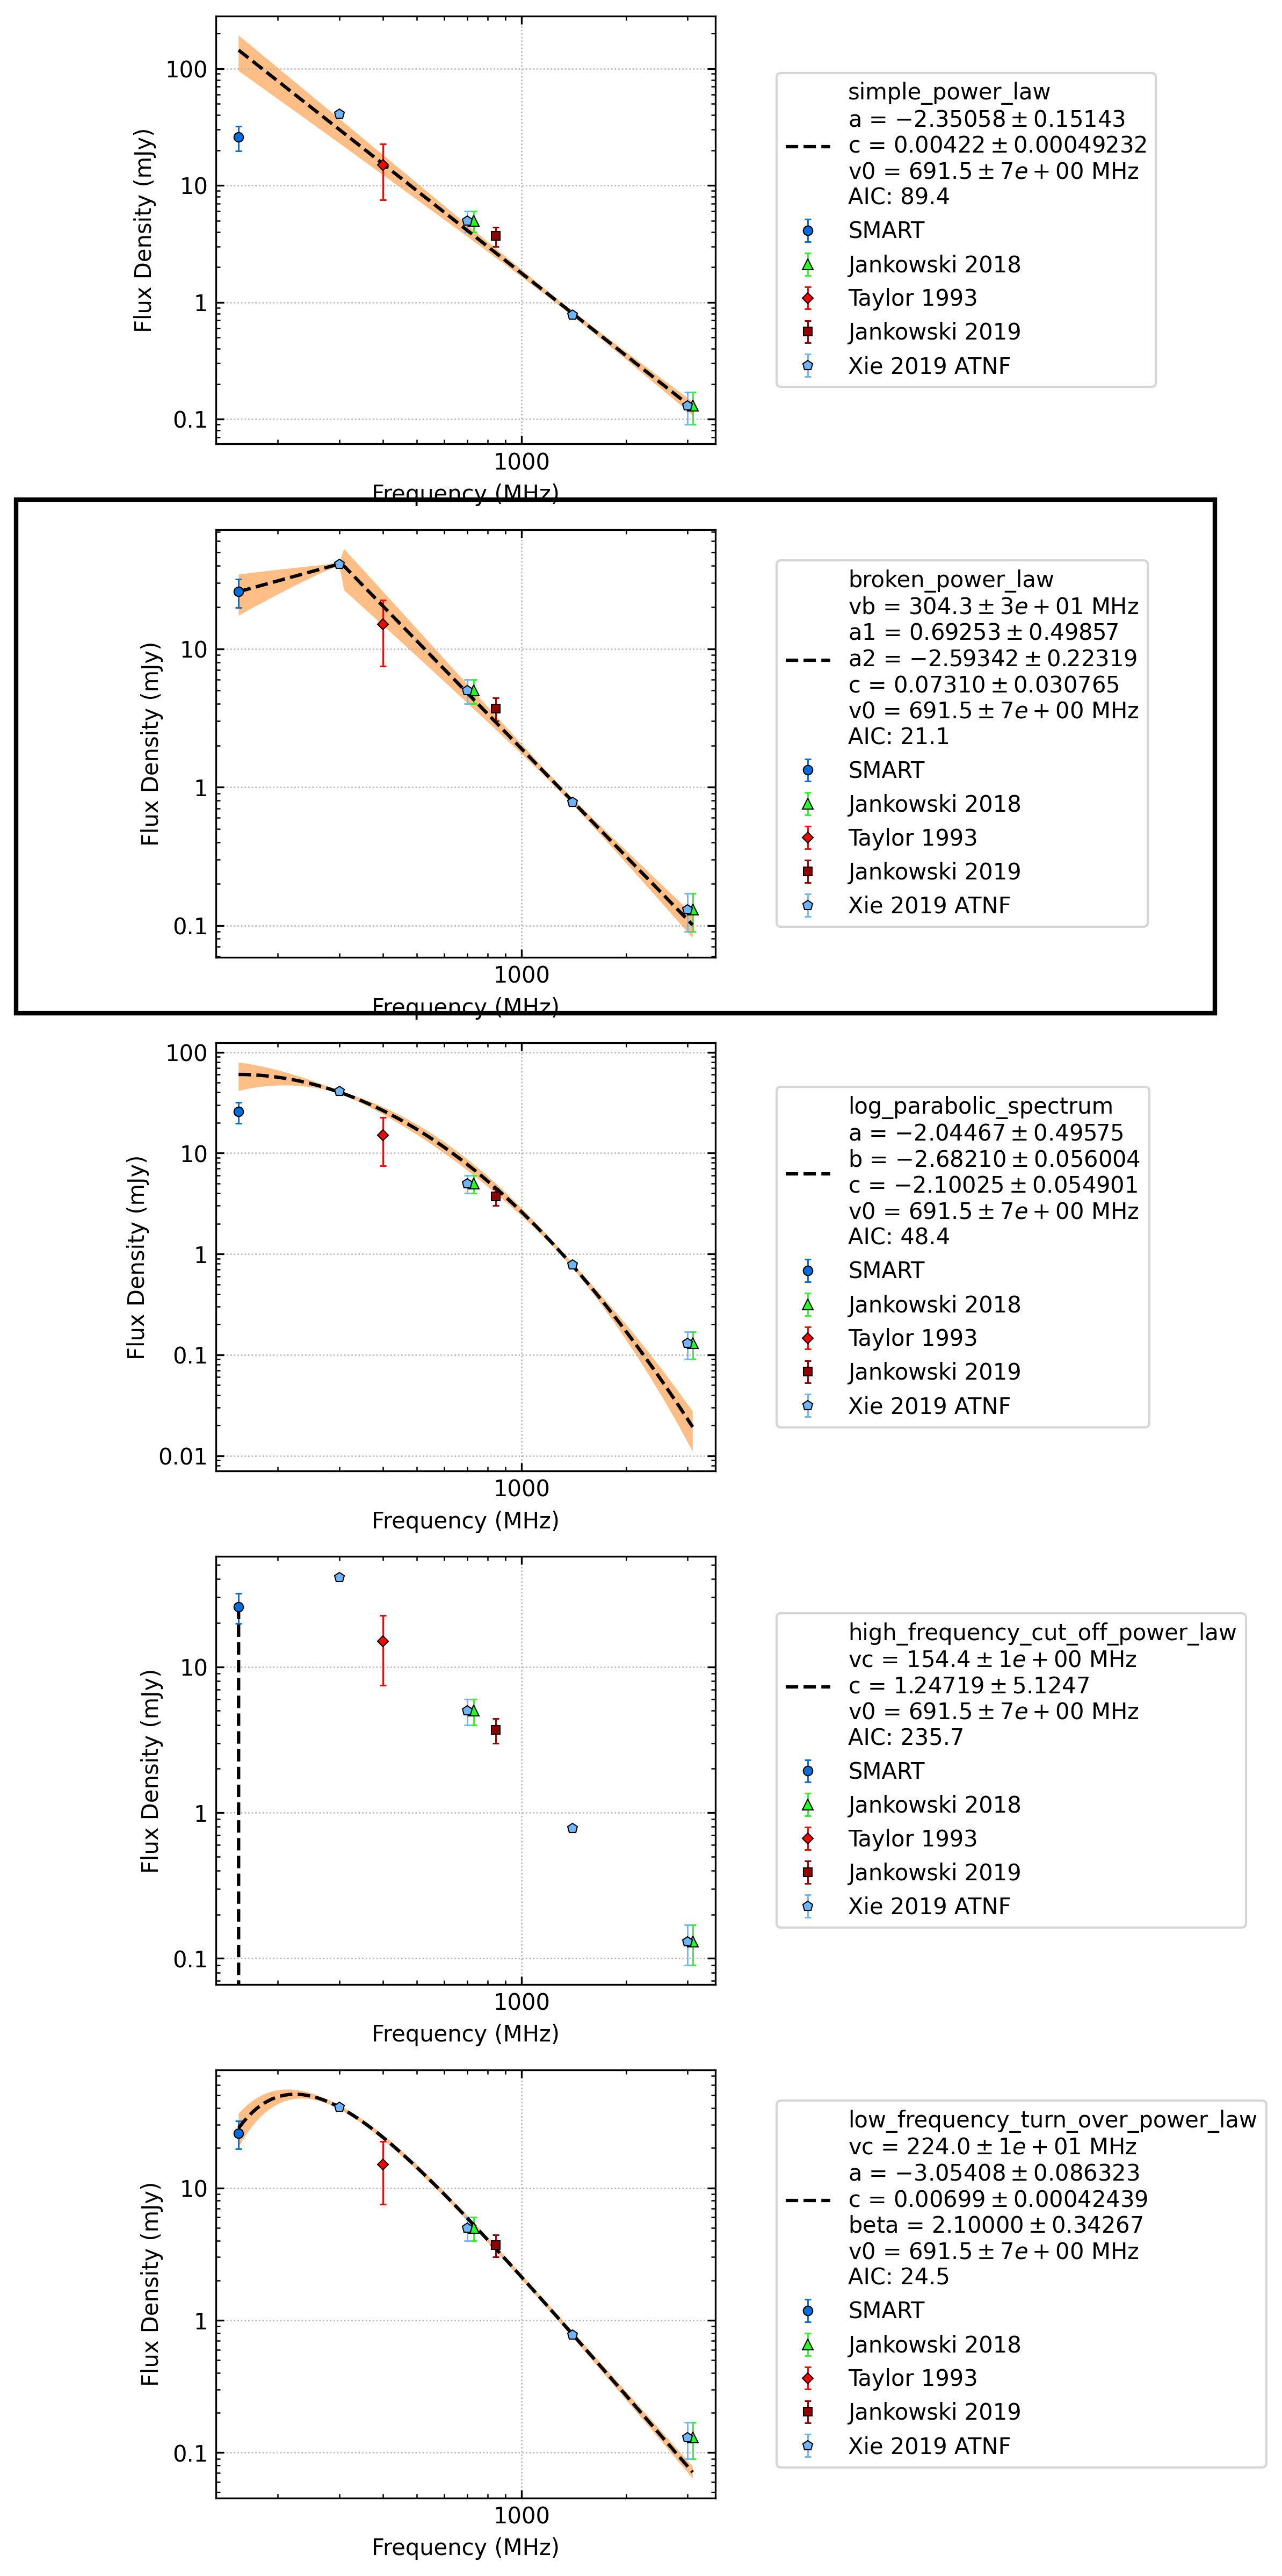 100
10
1
0.1
Flux Density (mJy)
1000
Frequency (MHz)
simple_power_law
a = −2.35058 ± 0.15143
c = 0.00422 ± 0.00049232
v0 = 691.5 ± 7e + 00 MHz
AIC: 89.4
SMART
Jankowski 2018
Taylor 1993
Jankowski 2019
Xie 2019 ATNF
10
1
0.1
Flux Density (mJy)
1000
Frequency (MHz)
broken_power_law
vb = 304.3 ± 3e + 01 MHz
a1 = 0.69253 ± 0.49857
a2 = −2.59342 ± 0.22319
c = 0.07310 ± 0.030765
v0 = 691.5 ± 7e + 00 MHz
AIC: 21.1
SMART
Jankowski 2018
Taylor 1993
Jankowski 2019
Xie 2019 ATNF
100
10
1
0.1
0.01
Flux Density (mJy)
1000
Frequency (MHz)
log_parabolic_spectrum
a = −2.04467 ± 0.49575
b = −2.68210 ± 0.056004
c = −2.10025 ± 0.054901
v0 = 691.5 ± 7e + 00 MHz
AIC: 48.4
SMART
Jankowski 2018
Taylor 1993
Jankowski 2019
Xie 2019 ATNF
10
1
0.1
Flux Density (mJy)
1000
Frequency (MHz)
high_frequency_cut_off_power_law
vc = 154.4 ± 1e + 00 MHz
c = 1.24719 ± 5.1247
v0 = 691.5 ± 7e + 00 MHz
AIC: 235.7
SMART
Jankowski 2018
Taylor 1993
Jankowski 2019
Xie 2019 ATNF
10
1
0.1
Flux Density (mJy)
1000
Frequency (MHz)
low_frequency_turn_over_power_law
vc = 224.0 ± 1e + 01 MHz
a = −3.05408 ± 0.086323
c = 0.00699 ± 0.00042439
beta = 2.10000 ± 0.34267
v0 = 691.5 ± 7e + 00 MHz
AIC: 24.5
SMART
Jankowski 2018
Taylor 1993
Jankowski 2019
Xie 2019 ATNF